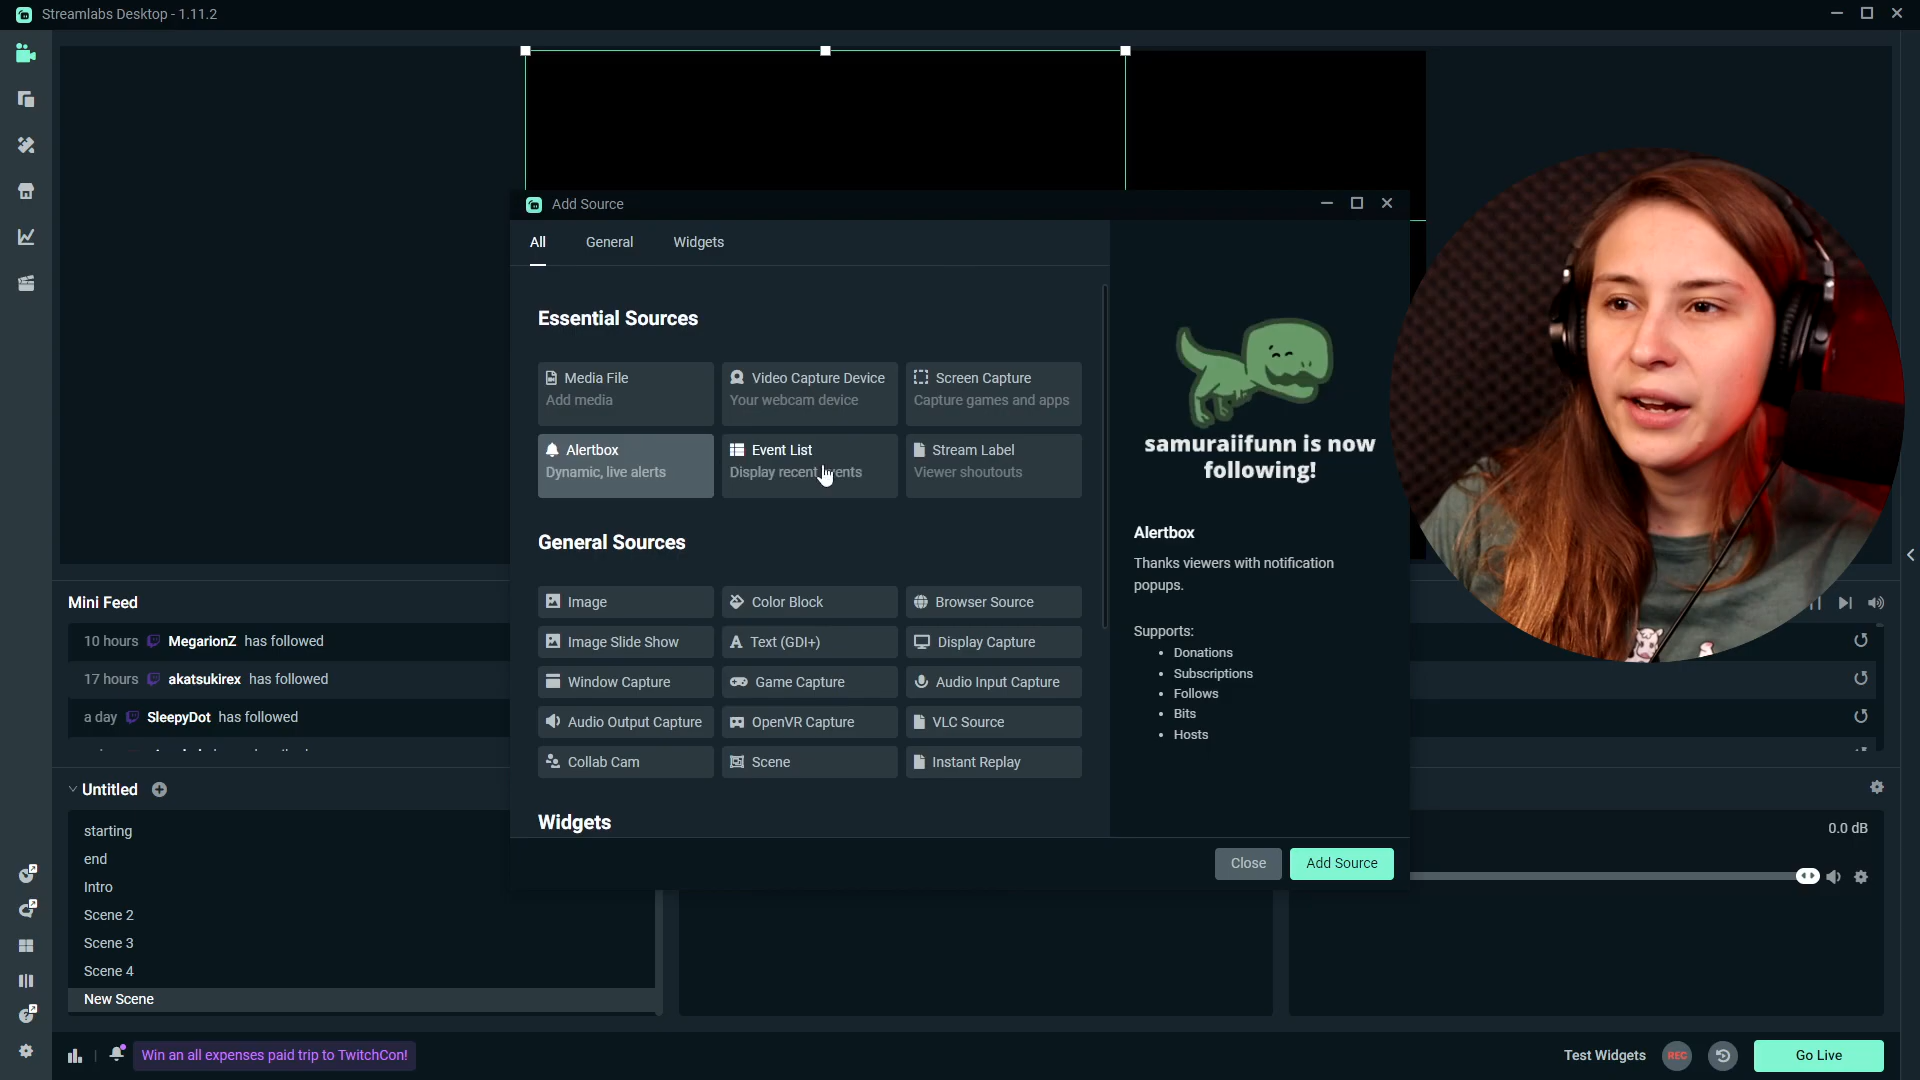 Streamlabs Desktop - 1.11.2
Add Source
All
General
Widgets
Essential Sources
Media File
Add media
Video Capture Device
Your webcam device
Screen Capture
Capture games and apps
Alertbox
Dynamic, live alerts
Event List
Display recent events
Stream Label
Viewer shoutouts
General Sources
Image
Color Block
Browser Source
Image Slide Show
Text (GDI+)
Display Capture
Window Capture
Game Capture
Audio Input Capture
Audio Output Capture
OpenVR Capture
VLC Source
Collab Cam
Scene
Instant Replay
Widgets
samuraiifunn is now
following!
Alertbox
Thanks viewers with notification
popups.
Supports:
• Donations
• Subscriptions
• Follows
• Bits
• Hosts
Close
Add Source
Mini Feed
10 hours MegarionZ has followed
17 hours akatsukirex has followed
a day SleepyDot has followed
Untitled
starting
end
Intro
Scene 2
Scene 3
Scene 4
New Scene
0.0 dB
Win an all expenses paid trip to TwitchCon!
Test Widgets
REC
Go Live